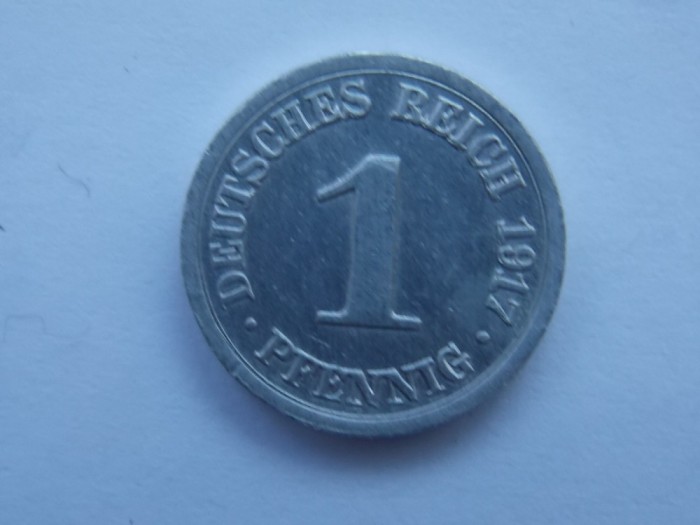 DEUTSCHES REICH 1917
1
· PFENNIG ·